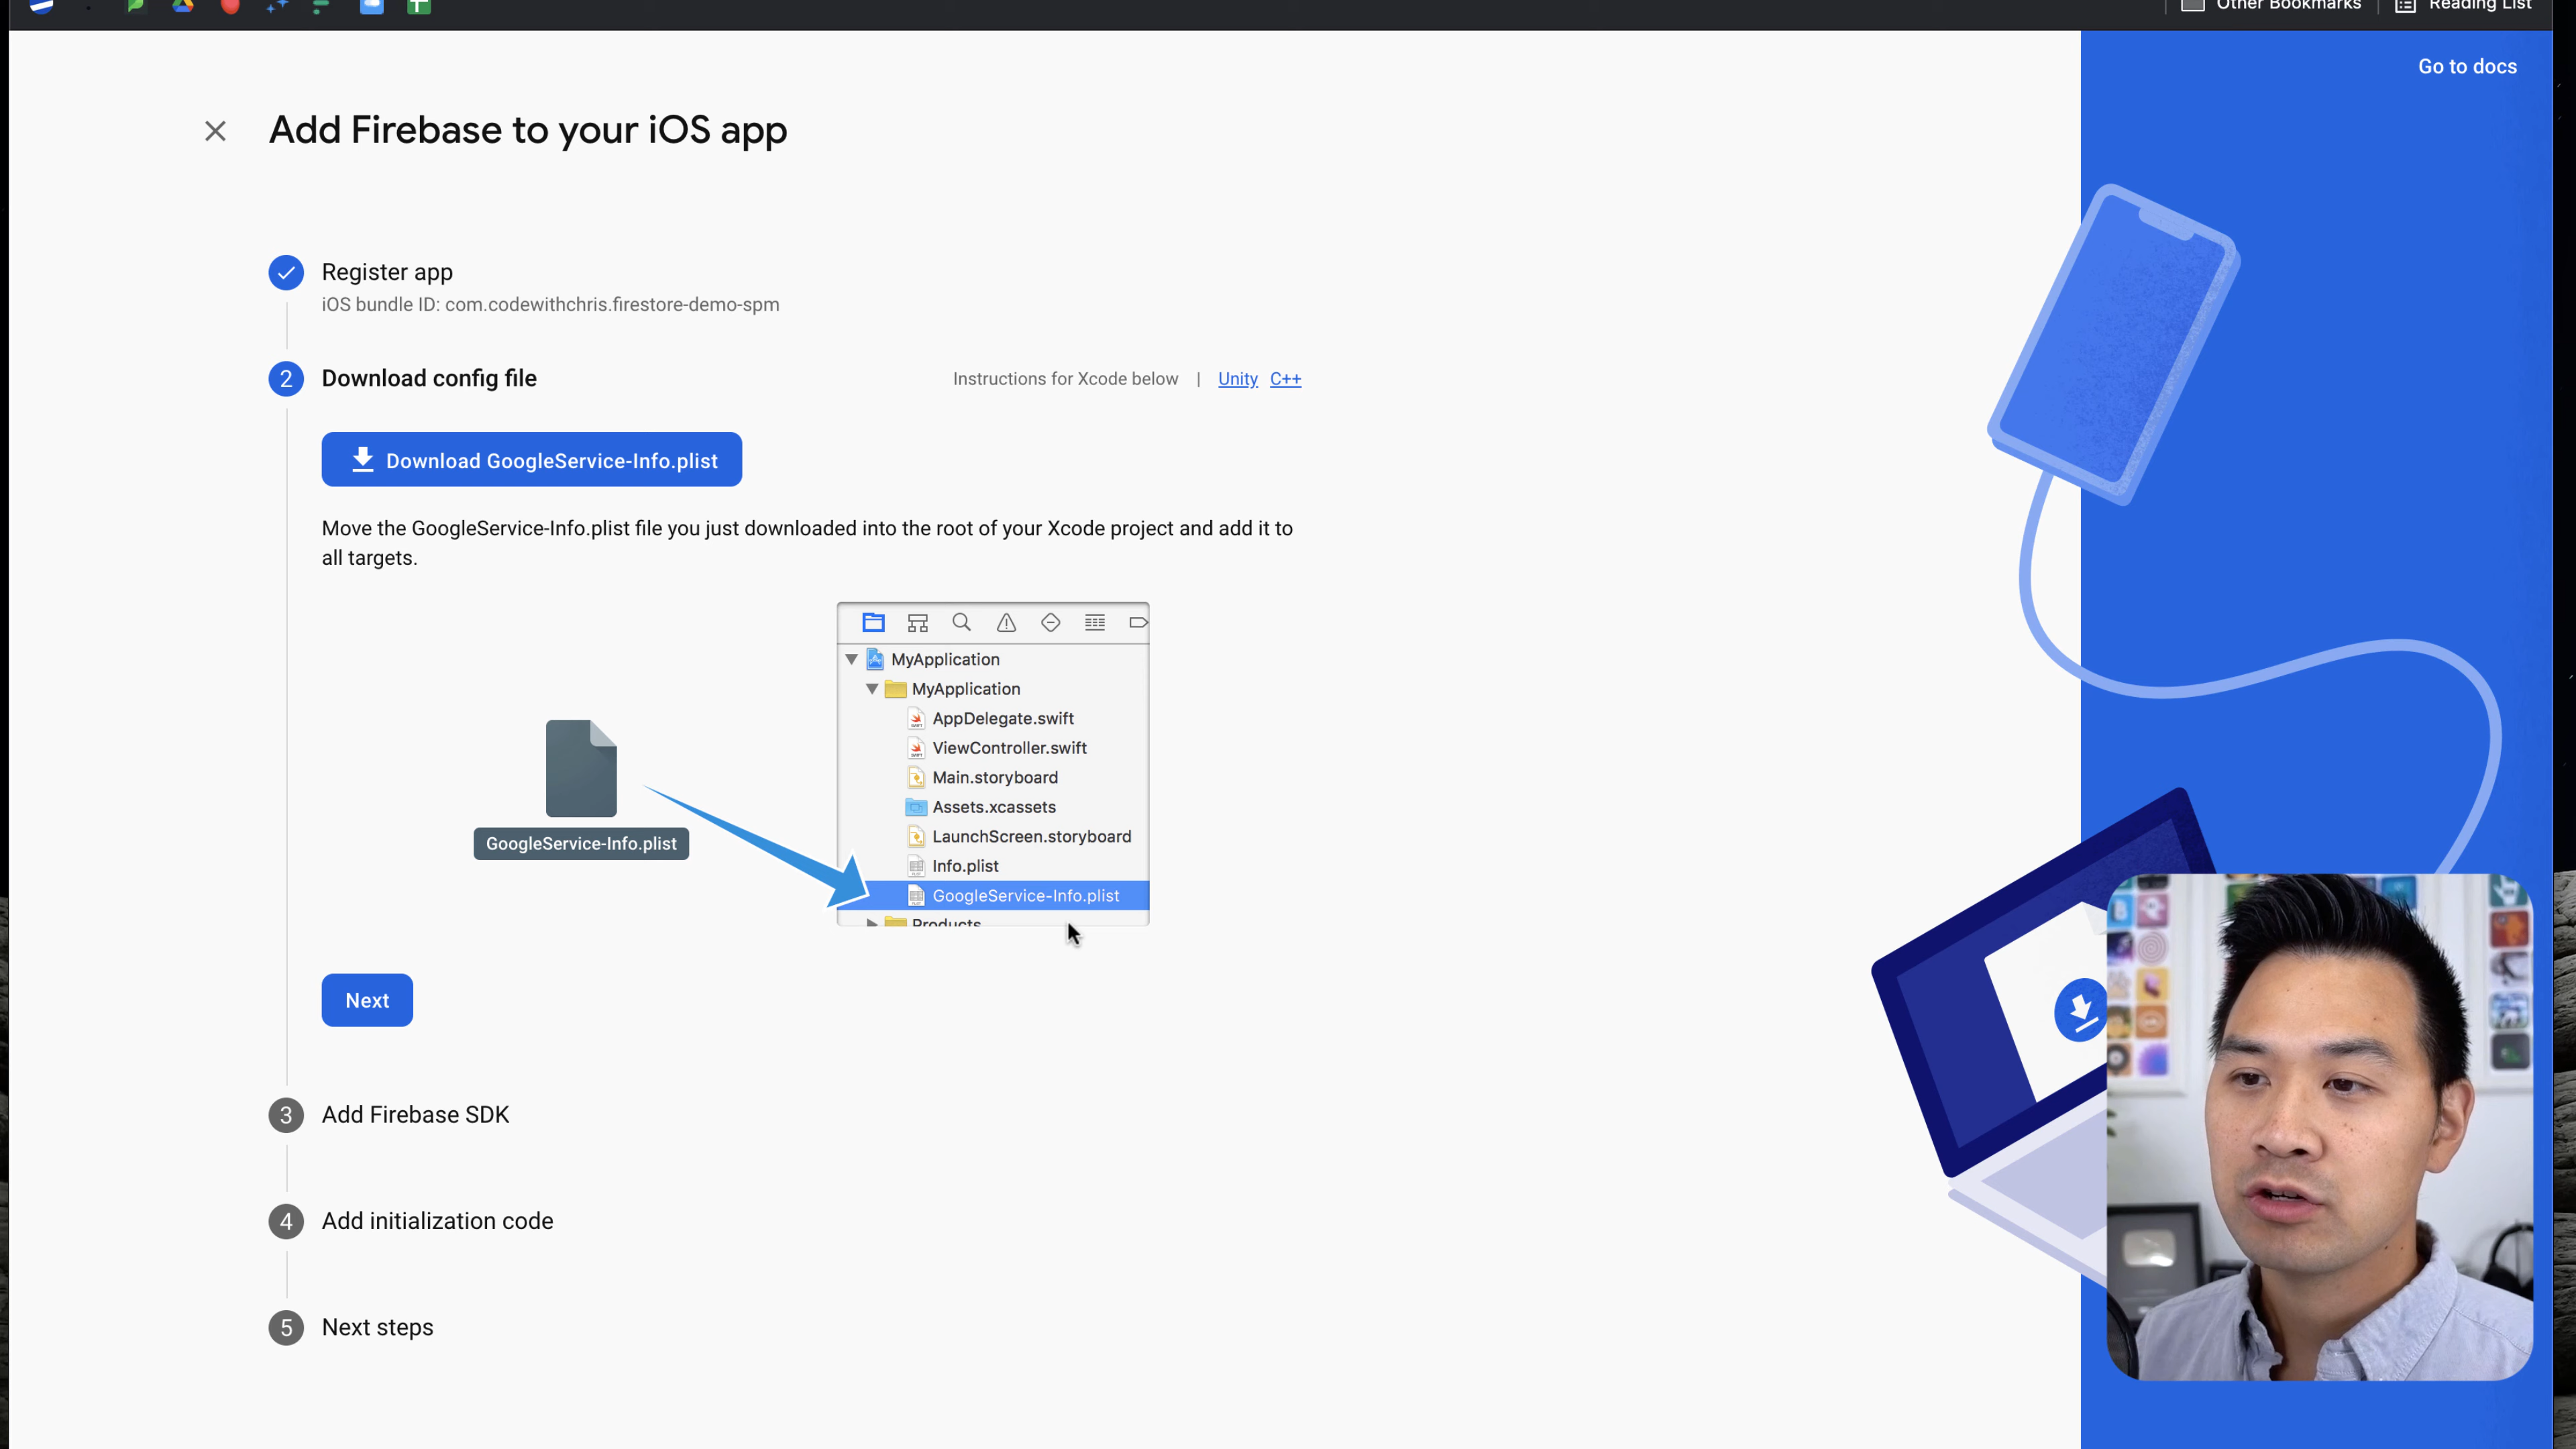 Other Bookmarks
Reading List
Go to docs
Add Firebase to your iOS app
Register app
iOS bundle ID: com.codewithchris.firestore-demo-spm
2
Download config file
Instructions for Xcode below | Unity C++
Download GoogleService-Info.plist
Move the GoogleService-Info.plist file you just downloaded into the root of your Xcode project and add it to
all targets.
MyApplication
MyApplication
AppDelegate.swift
ViewController.swift
Main.storyboard
Assets.xcassets
LaunchScreen.storyboard
Info.plist
GoogleService-Info.plist
Products
GoogleService-Info.plist
Next
3
Add Firebase SDK
4
Add initialization code
5
Next steps